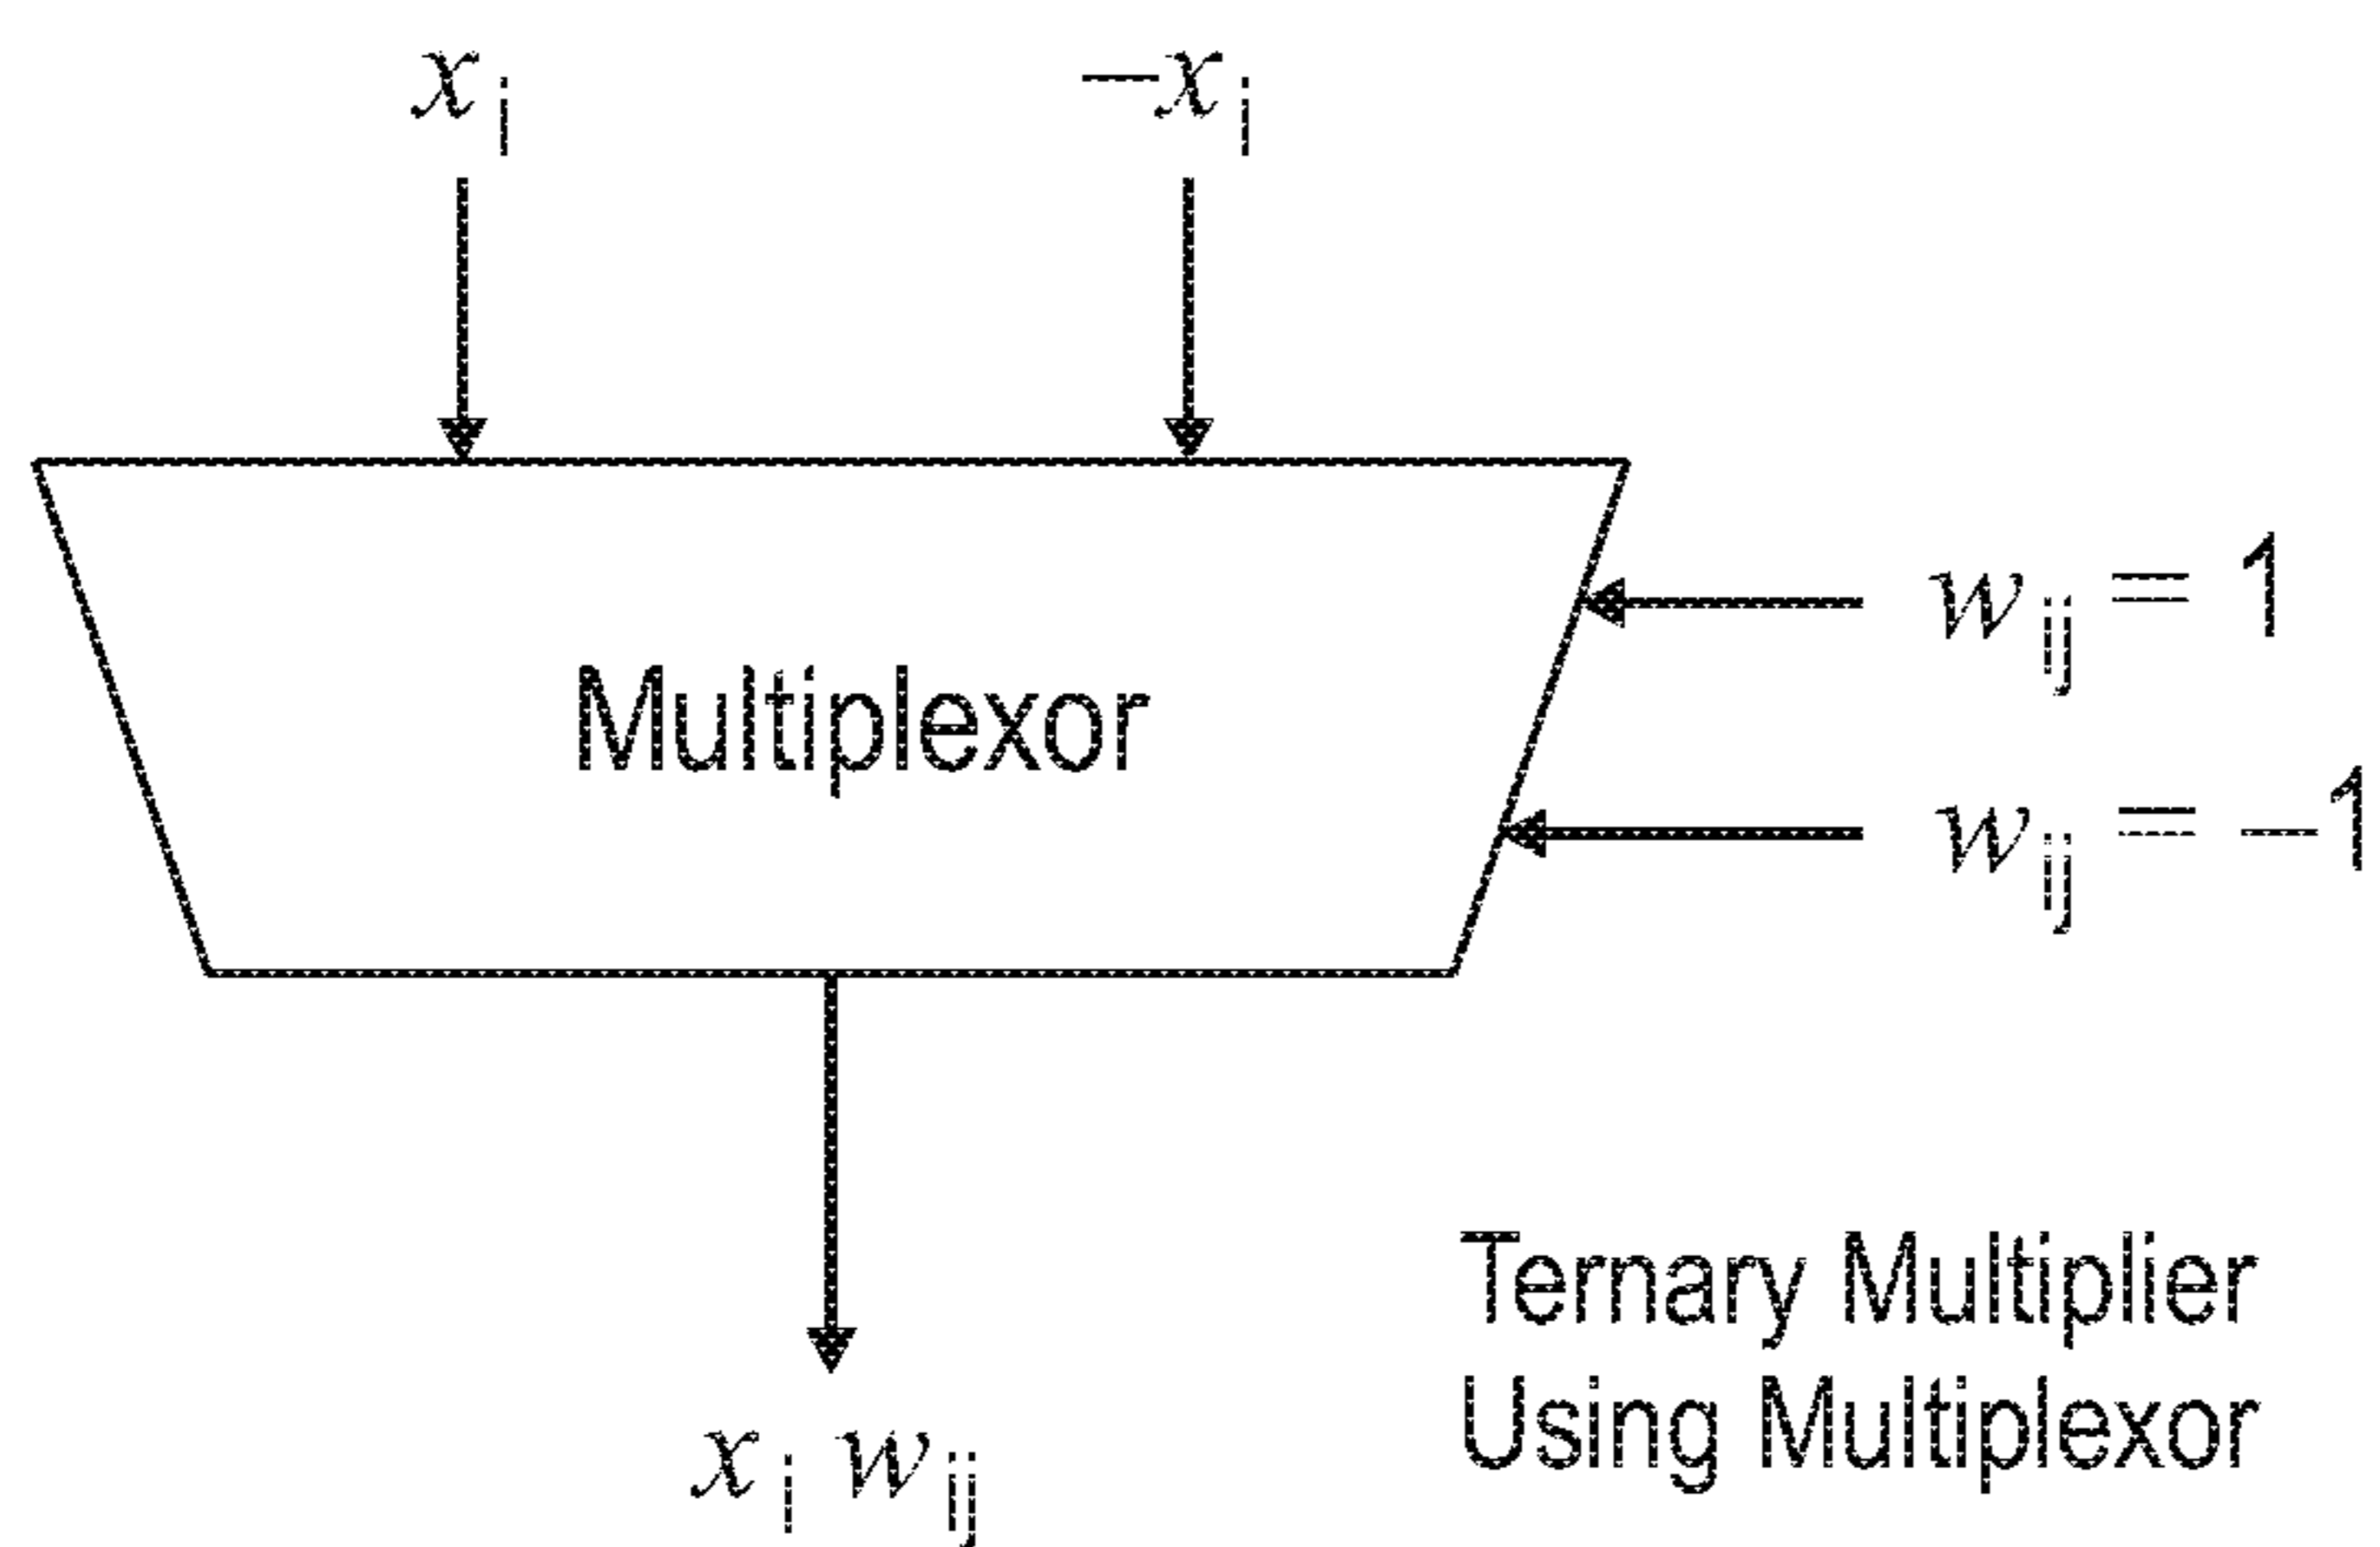 x_i –x_i
w_ij = 1
Multiplexor
w_ij = –1
Ternary Multiplier
Using Multiplexor
x_i w_ij